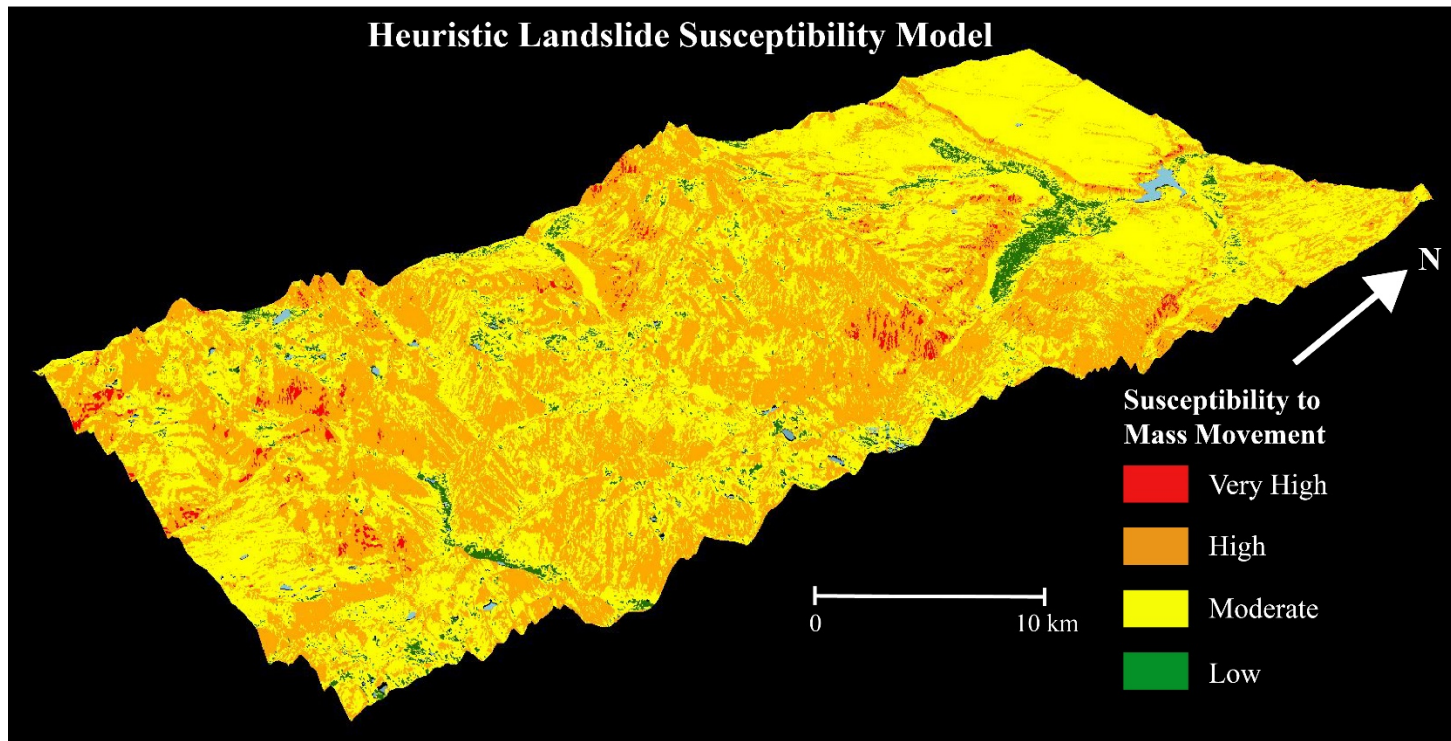 Heuristic Landslide Susceptibility Model
N
Susceptibility to
Mass Movement
Very High
High
Moderate
Low
0 10 km